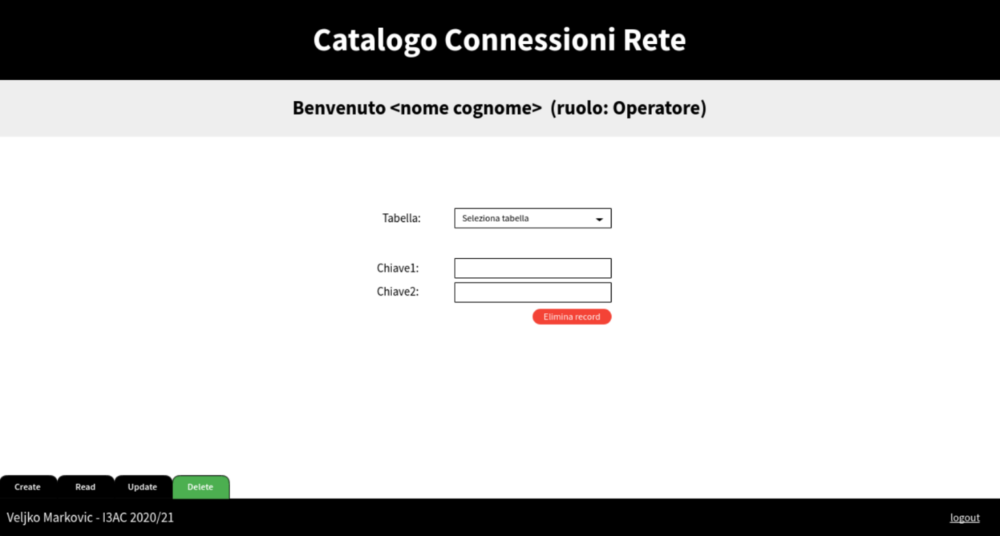 Catalogo Connessioni Rete
Benvenuto <nome cognome> (ruolo: Operatore)
Tabella: Seleziona tabella
Chiave1:
Chiave2:
Elimina record
Create Read Update Delete
Veljko Markovic - I3AC 2020/21 logout